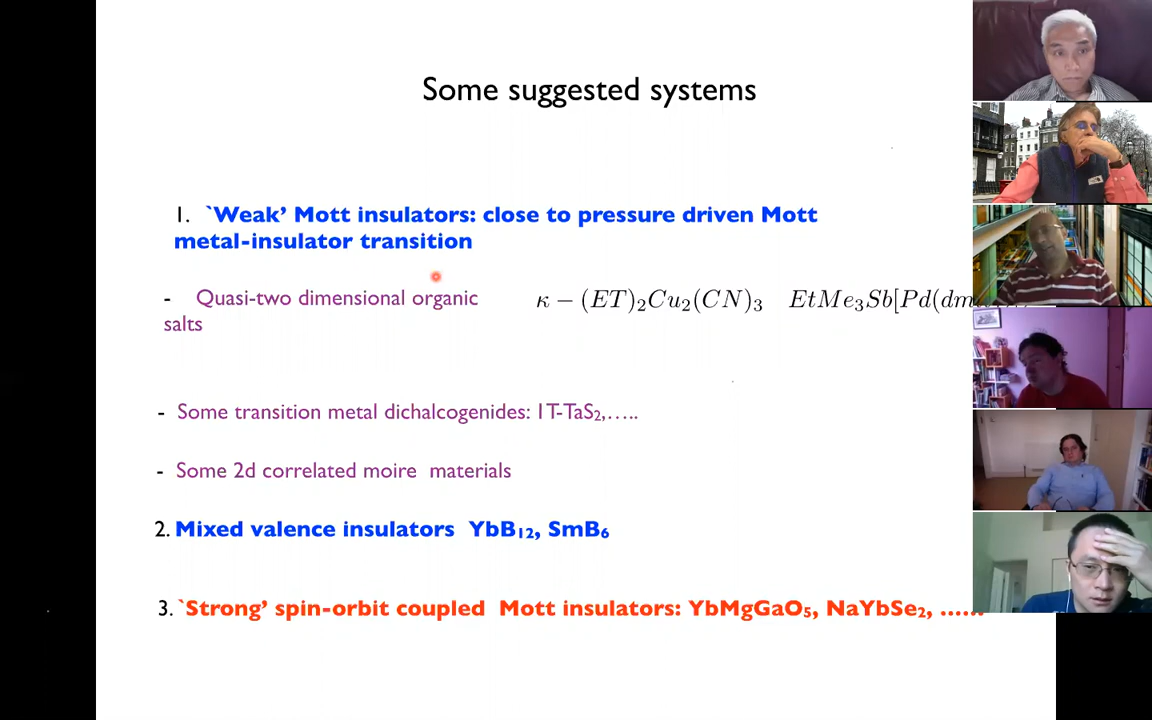 Some suggested systems
1. `Weak’ Mott insulators: close to pressure driven Mott
metal-insulator transition
- Quasi-two dimensional organic
salts
κ − (ET)₂Cu₂(CN)₃ EtMe₃Sb[Pd(dm
- Some transition metal dichalcogenides: 1T-TaS₂,…..
- Some 2d correlated moire materials
2. Mixed valence insulators YbB₁₂, SmB₆
3. `Strong’ spin-orbit coupled Mott insulators: YbMgGaO₅, NaYbSe₂, ……